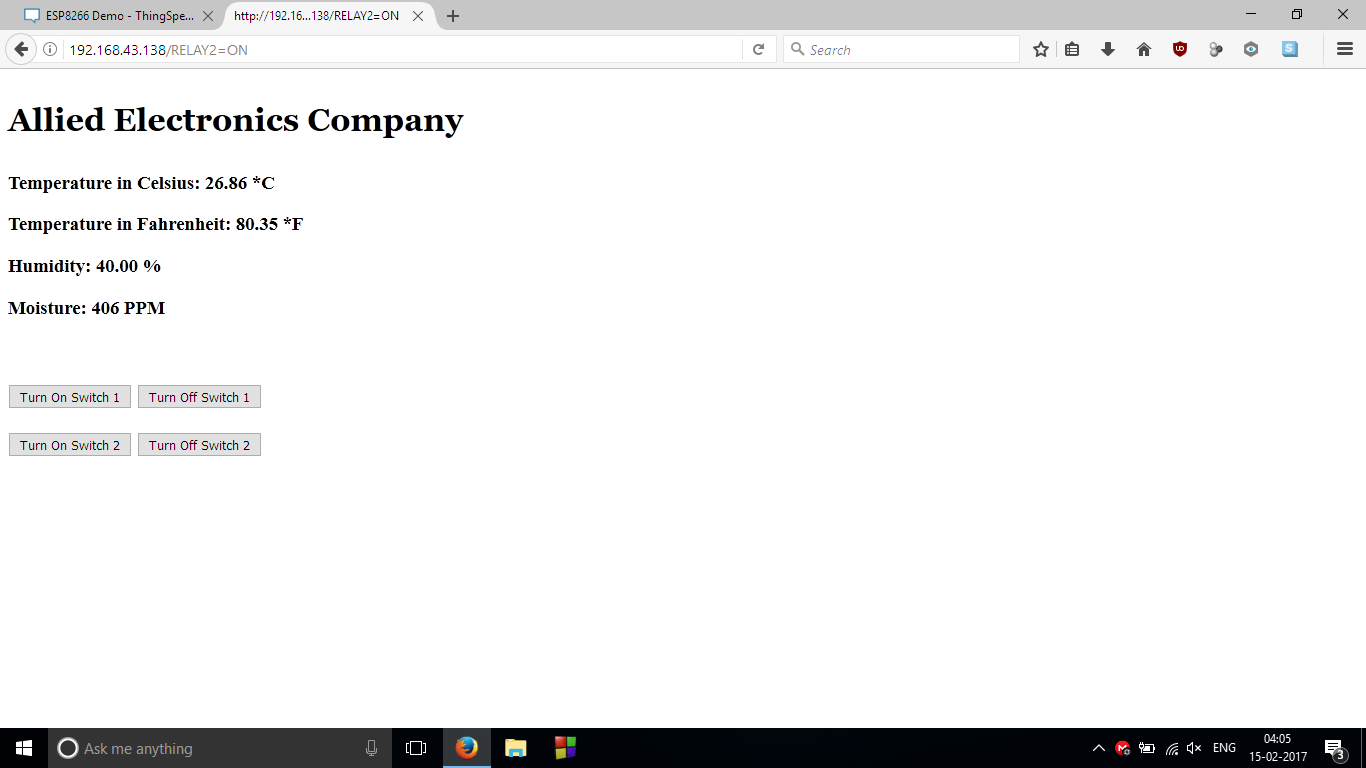 ESP8266 Demo - ThingSpe...
http://192.16...138/RELAY2=ON
192.168.43.138/RELAY2=ON
Search
Allied Electronics Company
Temperature in Celsius: 26.86 *C
Temperature in Fahrenheit: 80.35 *F
Humidity: 40.00 %
Moisture: 406 PPM
Turn On Switch 1 Turn Off Switch 1
Turn On Switch 2 Turn Off Switch 2
Ask me anything
ENG
04:05
15-02-2017
3